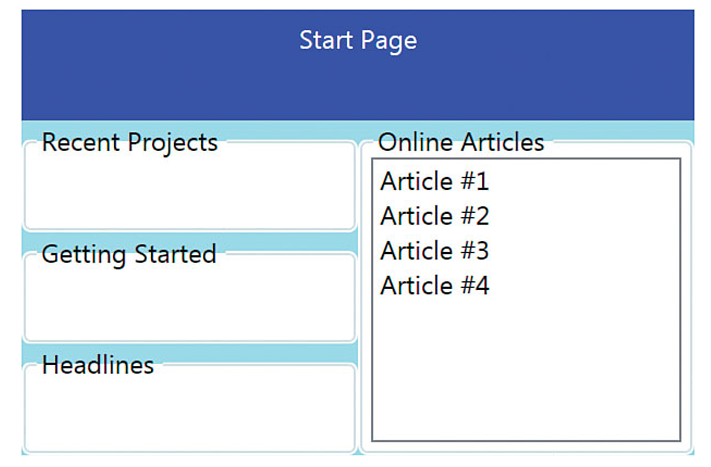 Start Page
Recent Projects
Getting Started
Headlines
Online Articles
Article #1
Article #2
Article #3
Article #4